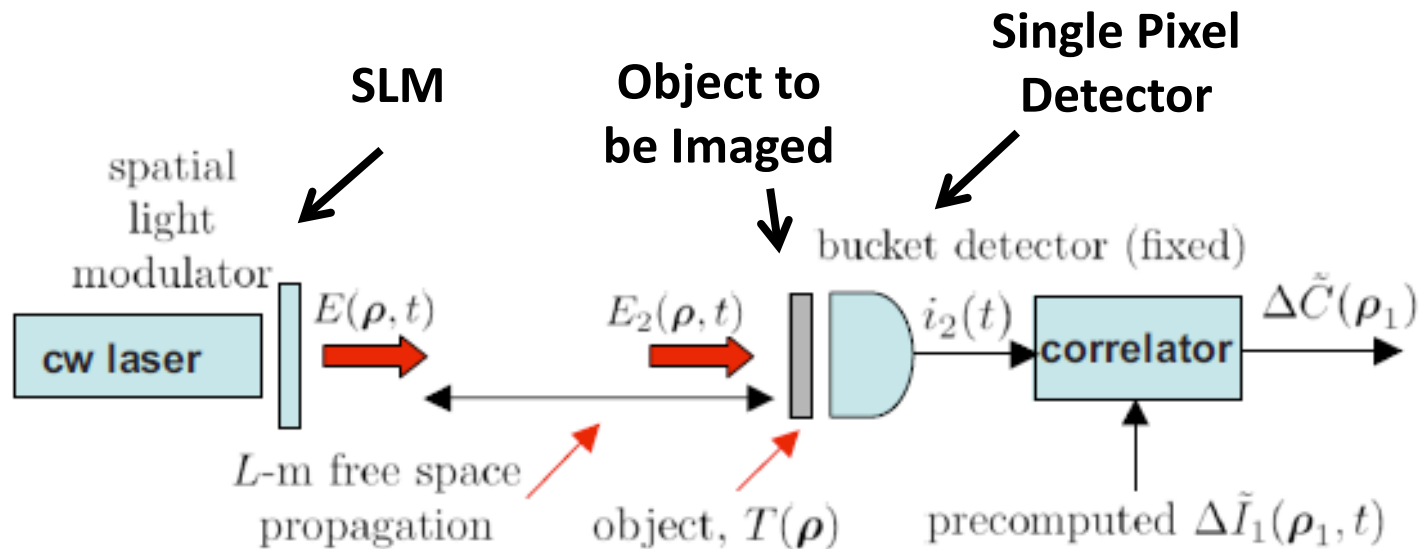 Single Pixel
Detector
SLM
Object to
be Imaged
spatial
light
modulator
bucket detector (fixed)
E(ρ, t)
E₂(ρ, t)
i₂(t)
ΔC̃(ρ₁)
cw laser
correlator
L-m free space
propagation
object, T(ρ)
precomputed ΔĨ₁(ρ₁, t)